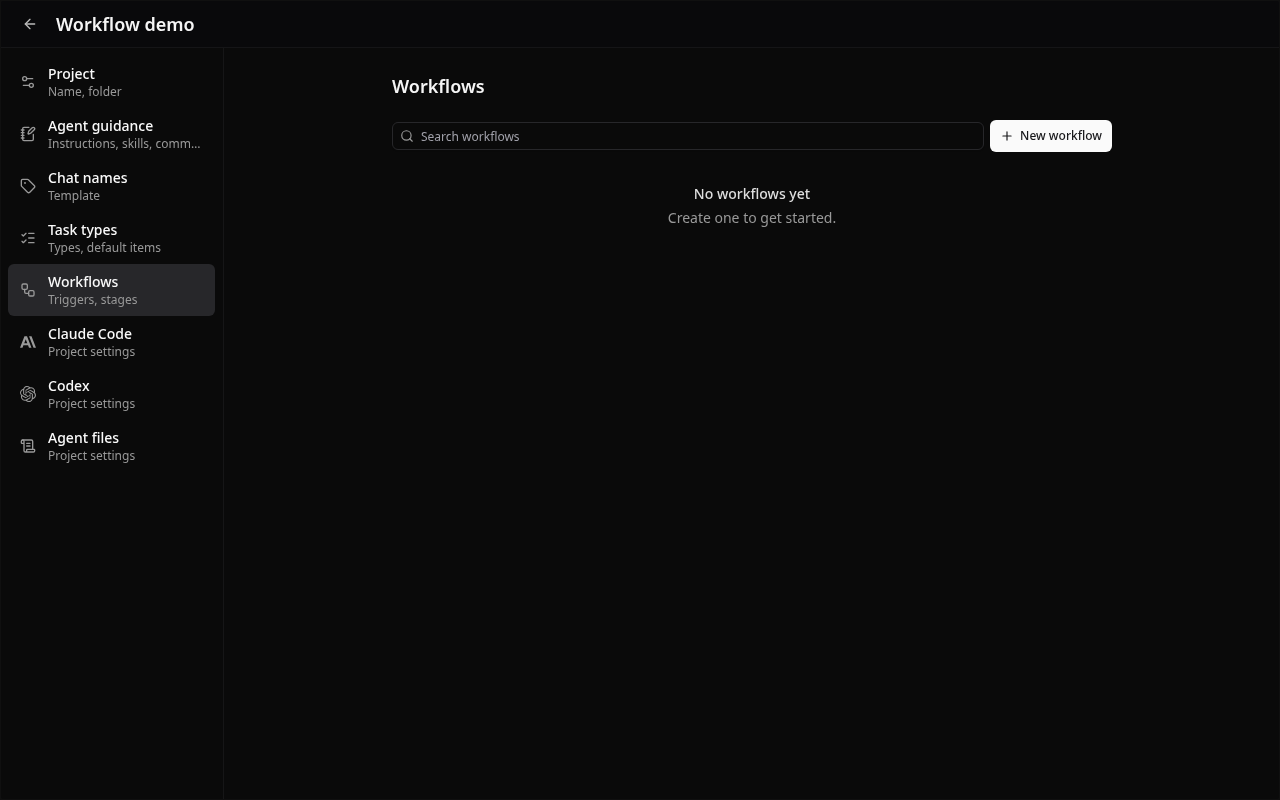 Workflow demo
Project
Name, folder
Agent guidance
Instructions, skills, comm...
Chat names
Template
Task types
Types, default items
Workflows
Triggers, stages
Claude Code
Project settings
Codex
Project settings
Agent files
Project settings
Workflows
Search workflows
New workflow
No workflows yet
Create one to get started.